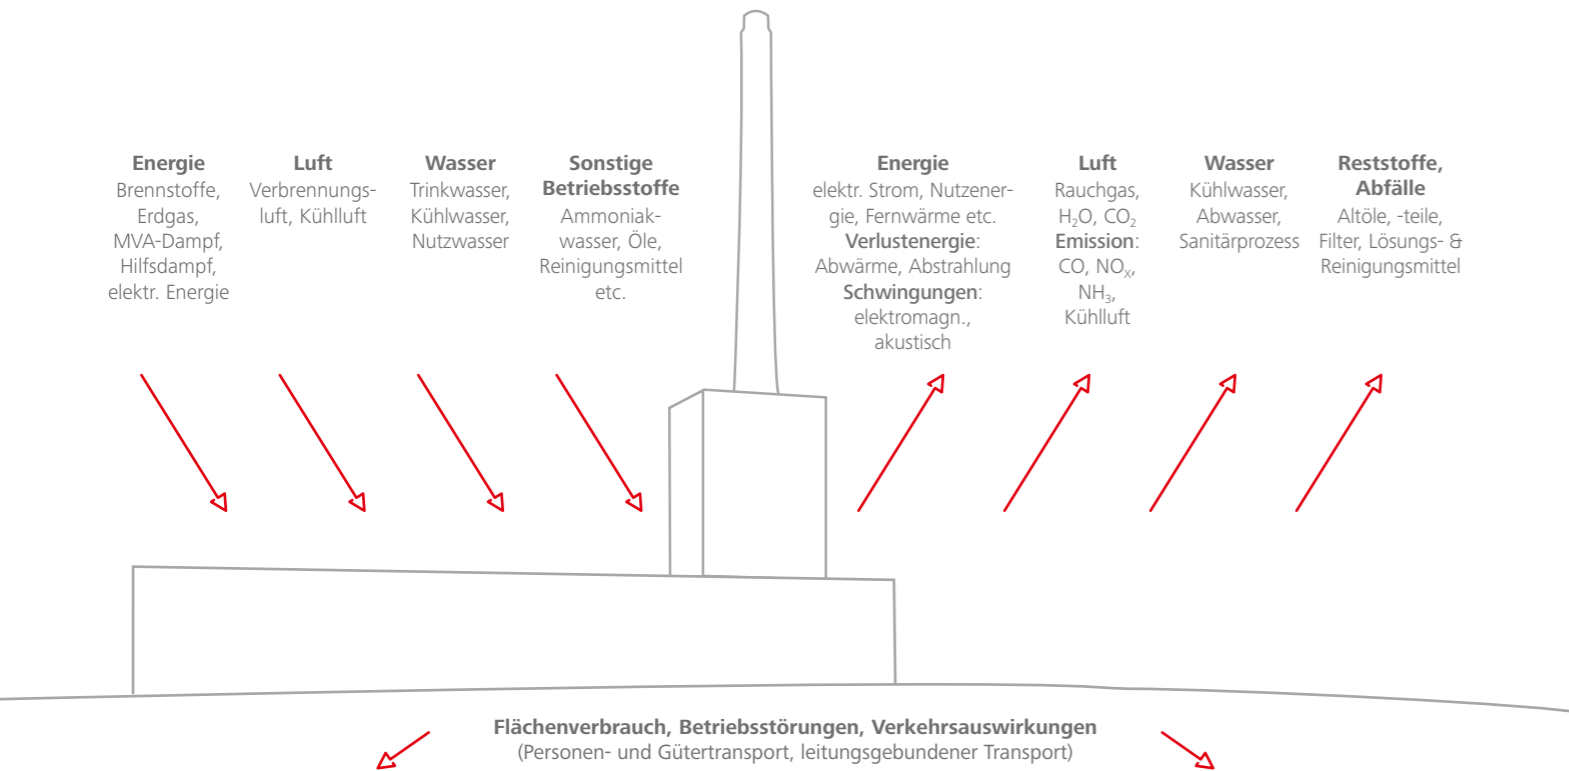 Energie
Brennstoffe,
Erdgas,
MVA-Dampf,
Hilfsdampf,
elektr. Energie
Luft
Verbrennungs-
luft, Kühlluft
Wasser
Trinkwasser,
Kühlwasser,
Nutzwasser
Sonstige
Betriebsstoffe
Ammoniak-
wasser, Öle,
Reinigungsmittel
etc.
Energie
elektr. Strom, Nutzener-
gie, Fernwärme etc.
Verlustenergie:
Abwärme, Abstrahlung
Schwingungen:
elektromagn.,
akustisch
Luft
Rauchgas,
H₂O, CO₂
Emission:
CO, NOₓ,
NH₃,
Kühlluft
Wasser
Kühlwasser,
Abwasser,
Sanitärprozess
Reststoffe,
Abfälle
Altöle, -teile,
Filter, Lösungs- &
Reinigungsmittel
Flächenverbrauch, Betriebsstörungen, Verkehrsauswirkungen
(Personen- und Gütertransport, leitungsgebundener Transport)